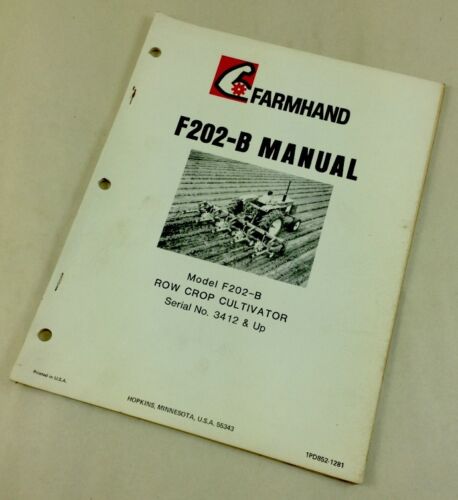 FARMHAND
F202-B MANUAL
Model F202-B
ROW CROP CULTIVATOR
Serial No. 3412 & Up
Printed in U.S.A.
HOPKINS, MINNESOTA, U.S.A. 55343
1PD852-1281